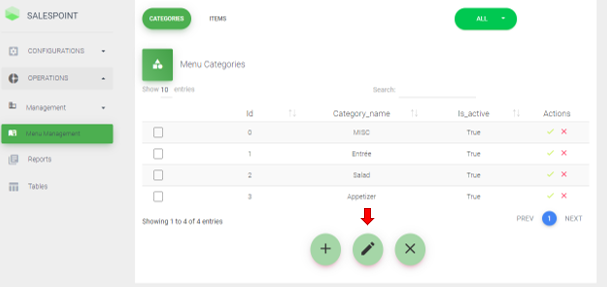 SALESPOINT
CATEGORIES ITEMS ALL
CONFIGURATIONS
OPERATIONS
Management
Menu Management
Reports
Tables
Menu Categories
Show 10 entries Search:
Id Category_name Is_active Actions
0 MISC True
1 Entrée True
2 Salad True
3 Appetizer True
Showing 1 to 4 of 4 entries PREV 1 NEXT